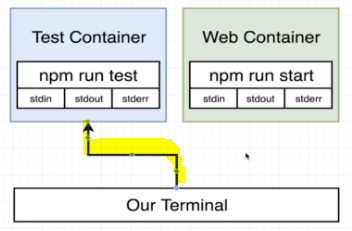 Test Container
npm run test
stdin stdout stderr
Web Container
npm run start
stdin stdout stderr
Our Terminal